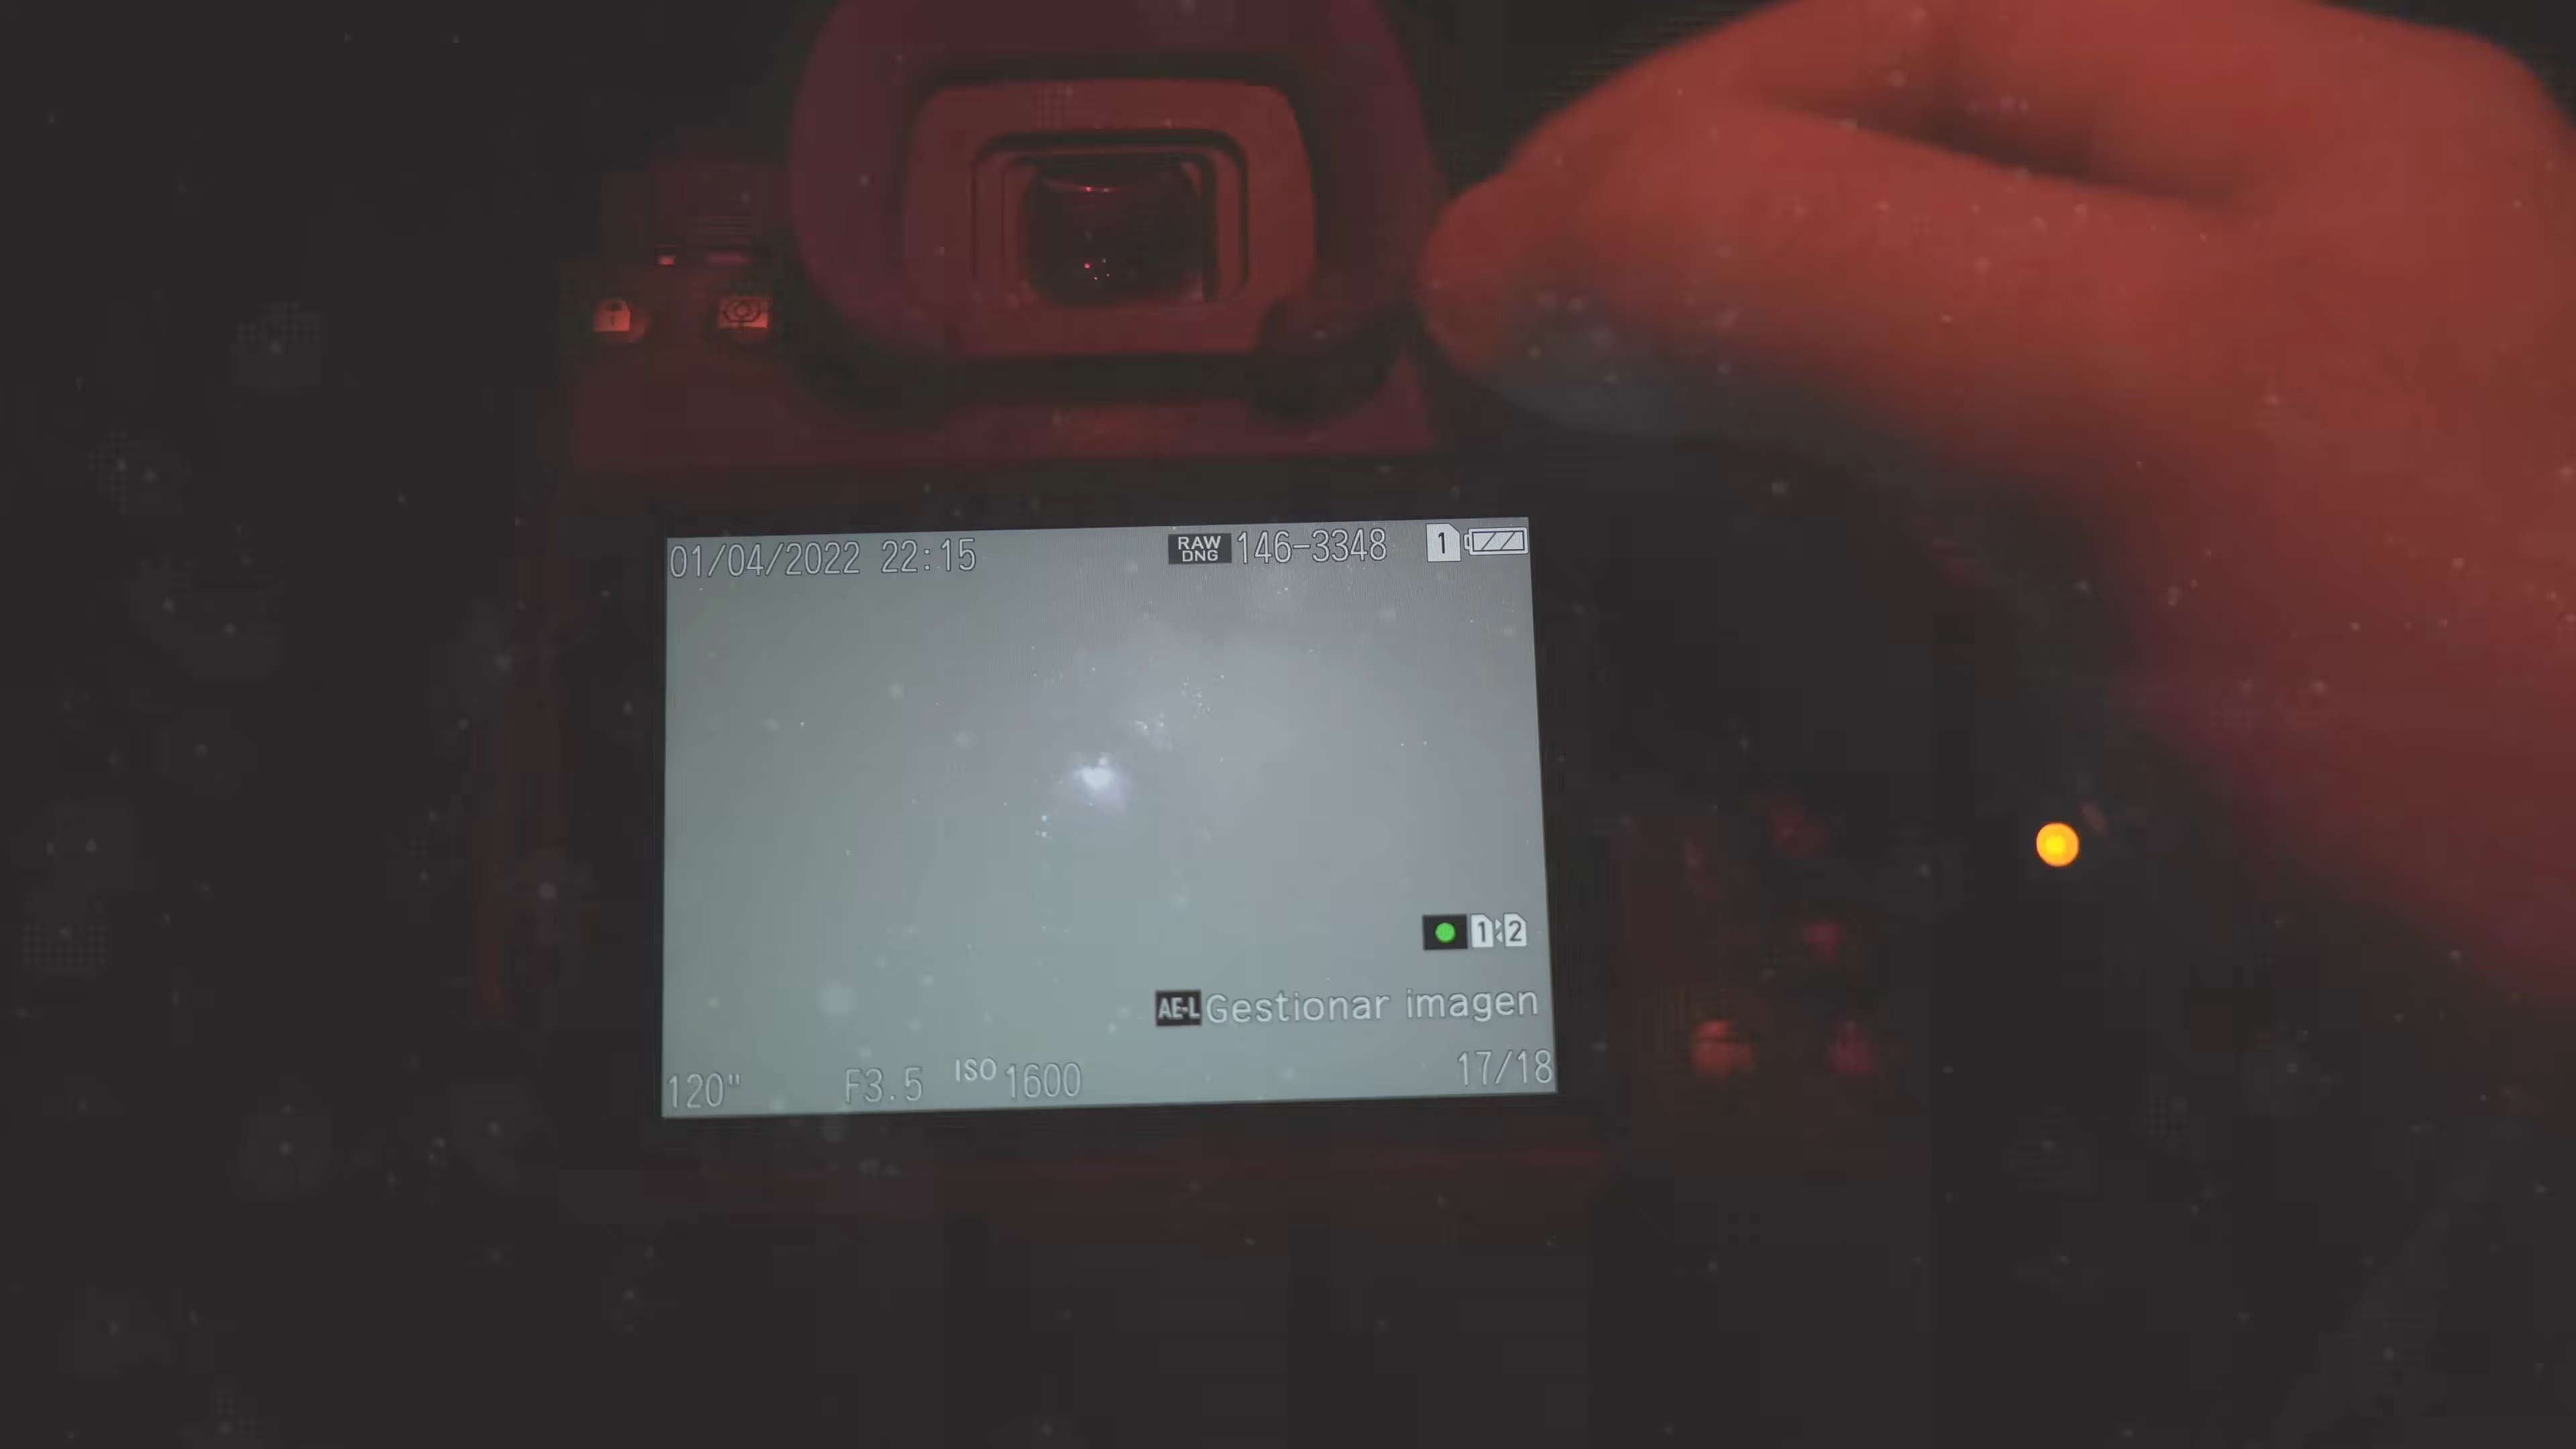 01/04/2022 22:15 RAW DNG 146-3348 1
1 2
AE-L Gestionar imagen
17/18
120" F3.5 ISO 1600